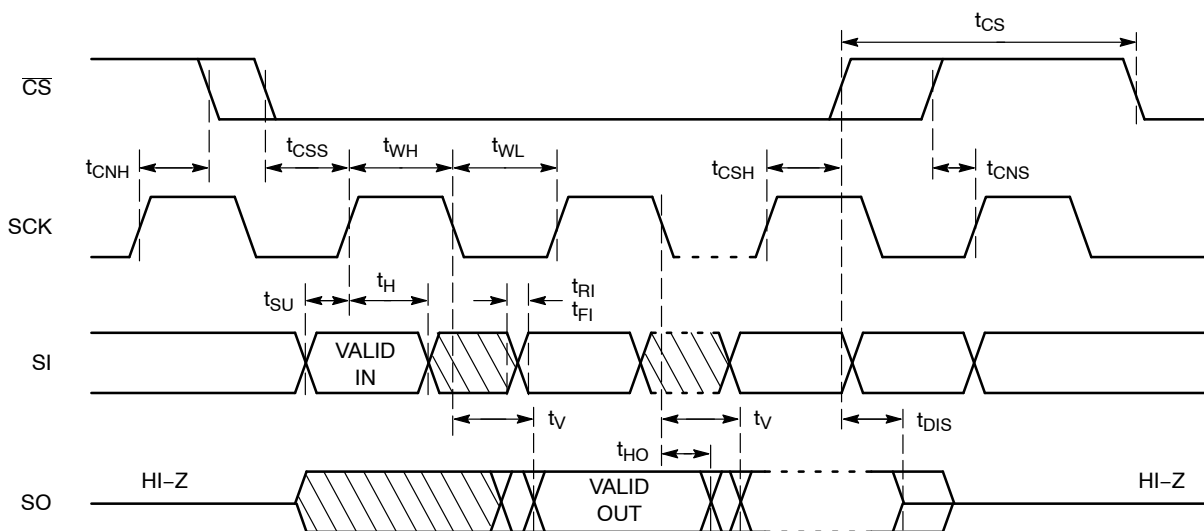 tCS
CS
tCNH
tCSS
tWH
tWL
tCSH
tCNS
SCK
tSU
tH
tRI
tFI
SI
VALID
IN
tV
tV
tDIS
tHO
HI–Z
VALID
OUT
HI–Z
SO